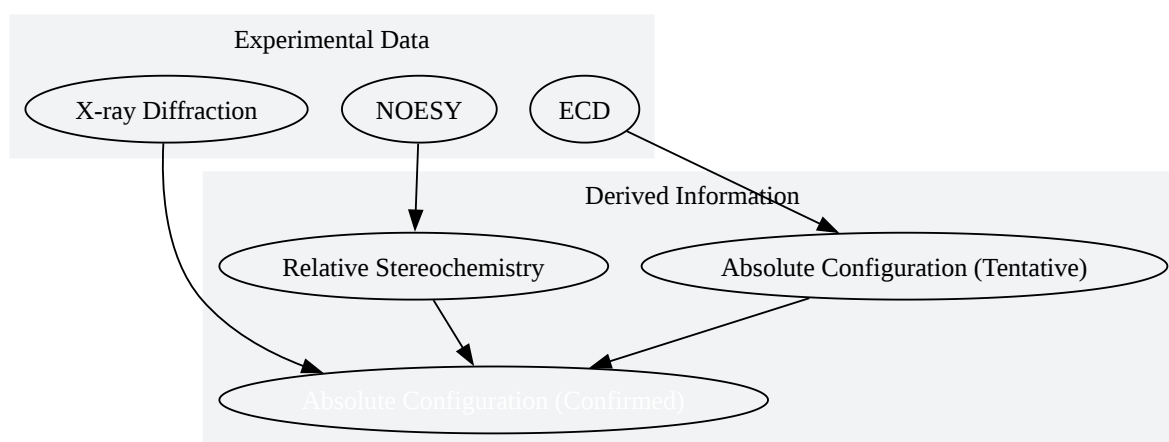 Experimental Data
X-ray Diffraction
NOESY
ECD
Derived Information
Relative Stereochemistry
Absolute Configuration (Tentative)
Absolute Configuration (Confirmed)